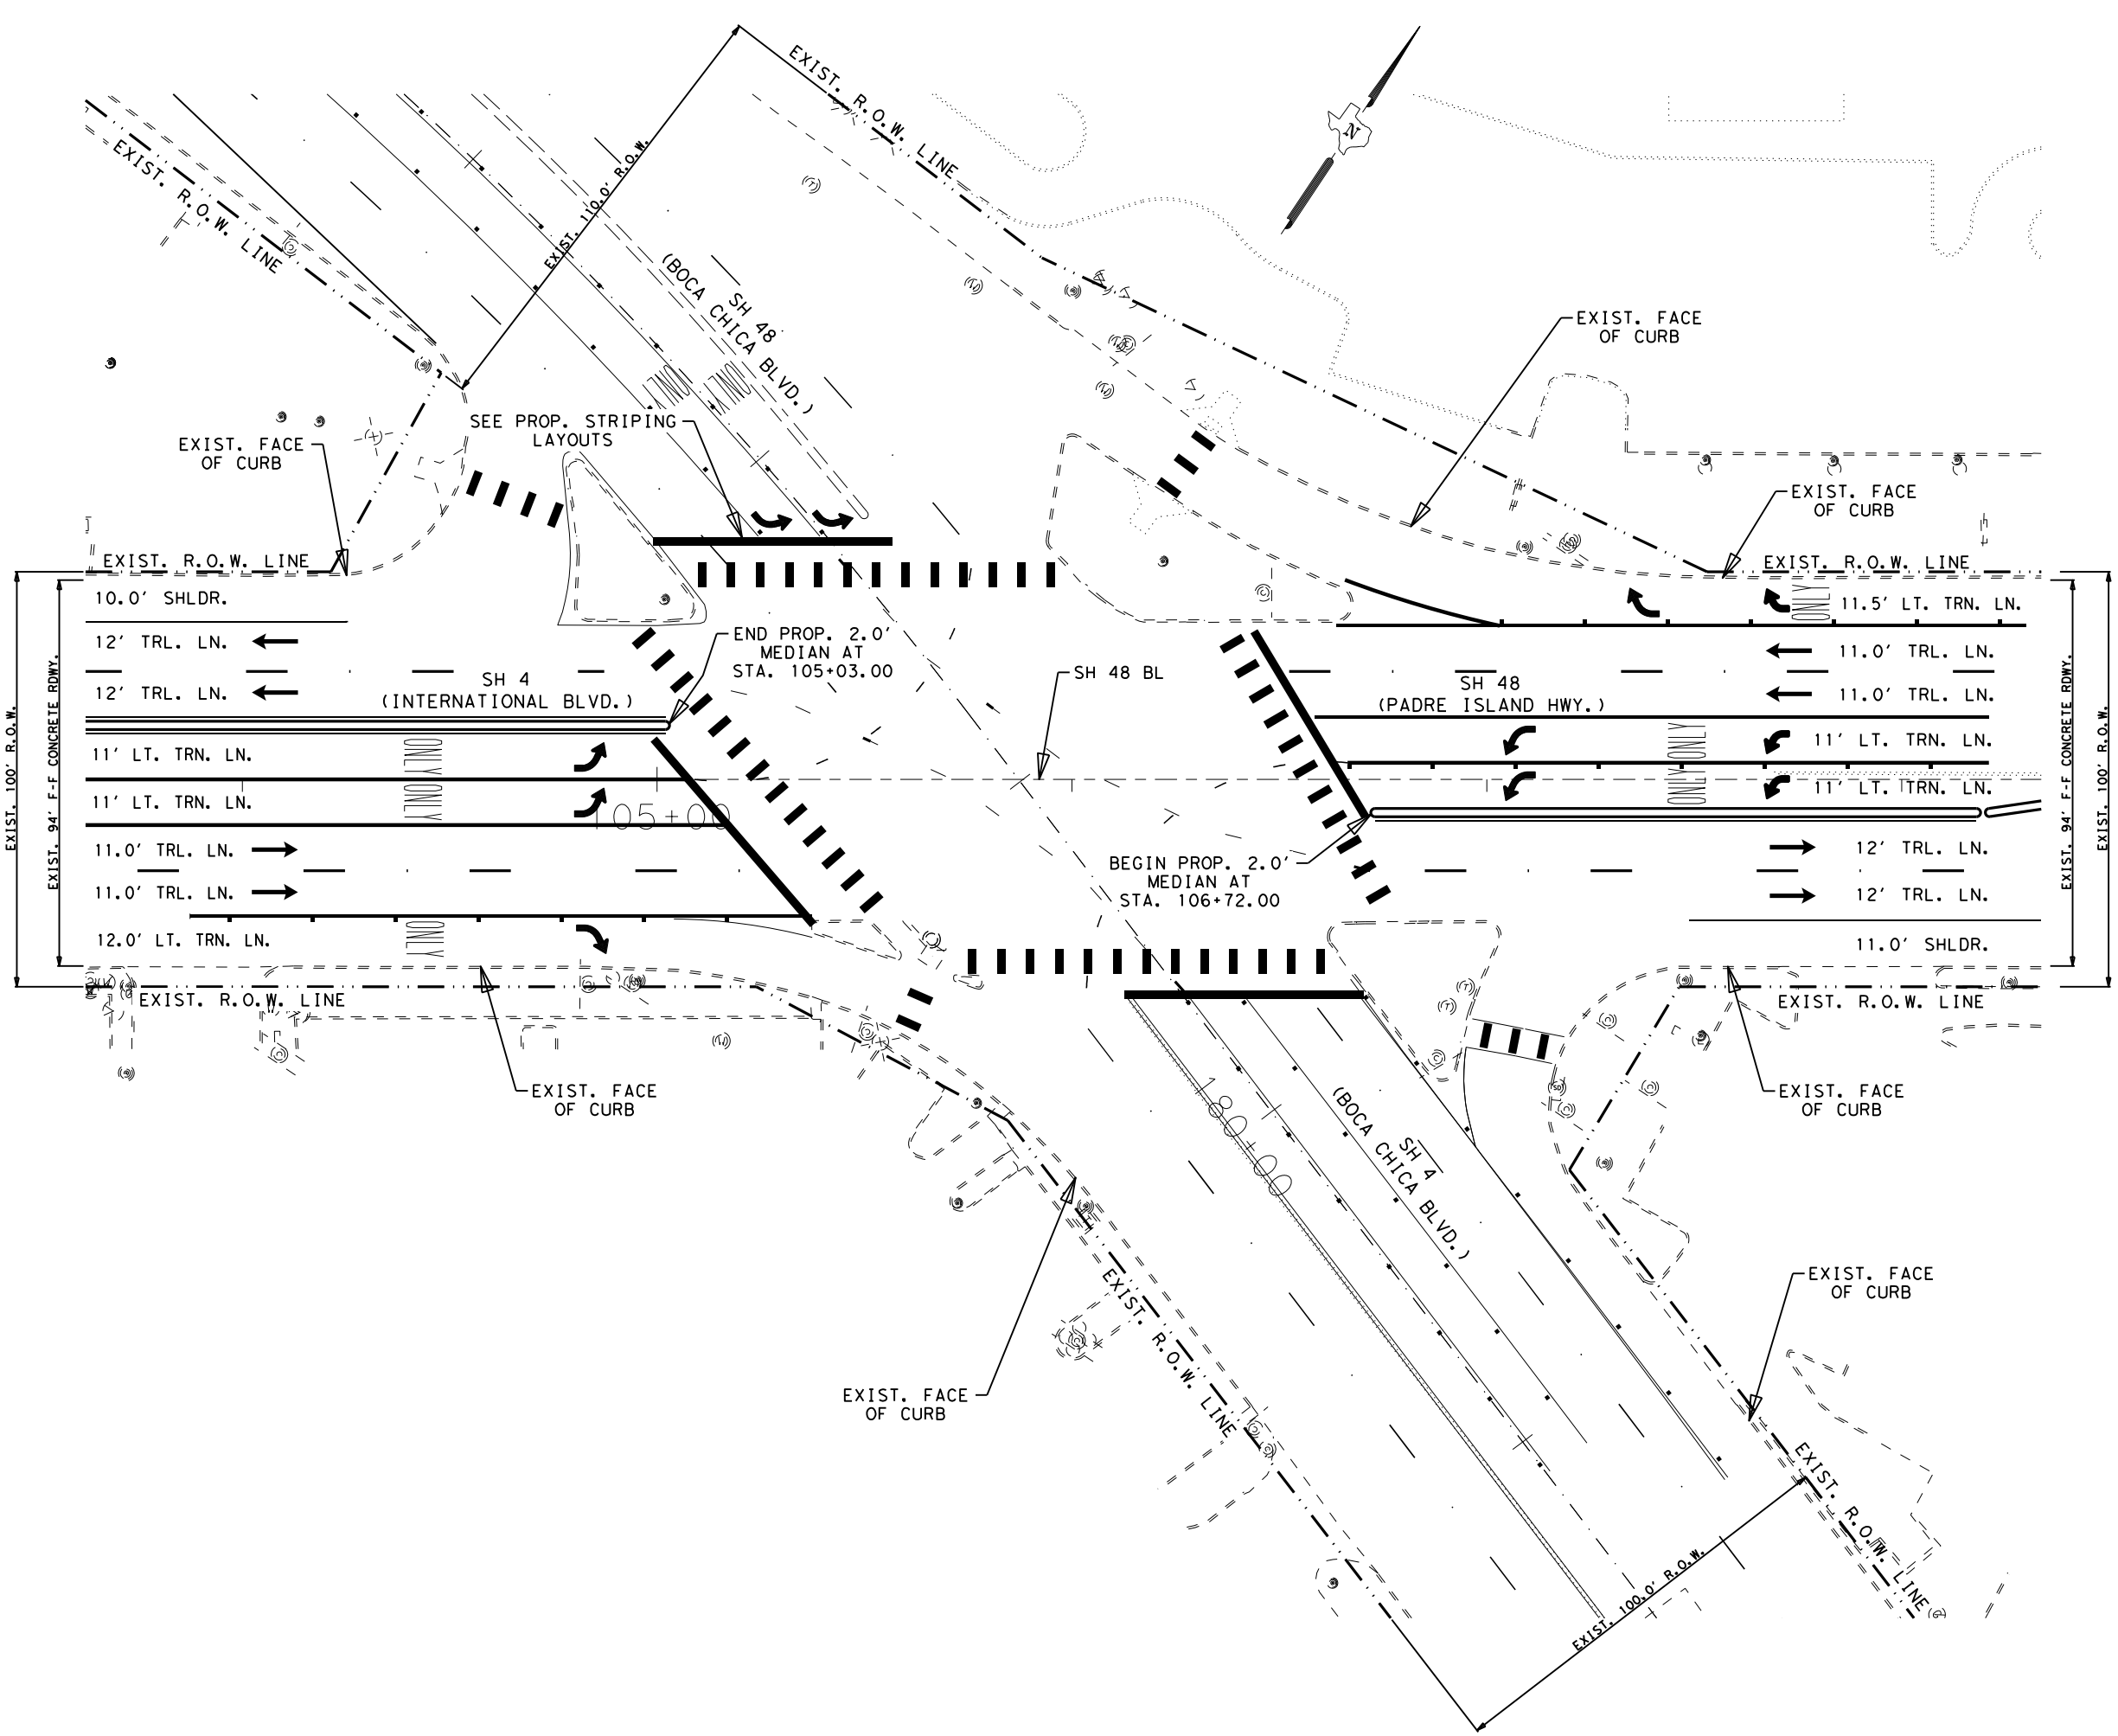 EXIST. R.O.W. LINE
EXIST. R.O.W. LINE
EXIST. 110.0' R.O.W.
N
SH 48
(BOCA CHICA BLVD.)
EXIST. FACE
OF CURB
SEE PROP. STRIPING
LAYOUTS
ONLY
ONLY
EXIST. FACE
OF CURB
EXIST. FACE
OF CURB
EXIST. R.O.W. LINE
EXIST. R.O.W. LINE
10.0' SHLDR.
12' TRL. LN.
12' TRL. LN.
SH 4
(INTERNATIONAL BLVD.)
11' LT. TRN. LN.
ONLY
11' LT. TRN. LN.
ONLY
105+00
11.0' TRL. LN.
11.0' TRL. LN.
12.0' LT. TRN. LN.
ONLY
EXIST. 100' R.O.W.
EXIST. 94' F-F CONCRETE RDWY.
END PROP. 2.0'
MEDIAN AT
STA. 105+03.00
SH 48 BL
BEGIN PROP. 2.0'
MEDIAN AT
STA. 106+72.00
ONLY
11.5' LT. TRN. LN.
11.0' TRL. LN.
11.0' TRL. LN.
SH 48
(PADRE ISLAND HWY.)
ONLY
11' LT. TRN. LN.
ONLY
11' LT. TRN. LN.
12' TRL. LN.
12' TRL. LN.
11.0' SHLDR.
EXIST. 94' F-F CONCRETE RDWY.
EXIST. 100' R.O.W.
EXIST. R.O.W. LINE
EXIST. R.O.W. LINE
EXIST. FACE
OF CURB
EXIST. FACE
OF CURB
180+00
SH 4
(BOCA CHICA BLVD.)
EXIST. FACE
OF CURB
EXIST. FACE
OF CURB
EXIST. R.O.W. LINE
EXIST. R.O.W. LINE
EXIST. 100.0' R.O.W.